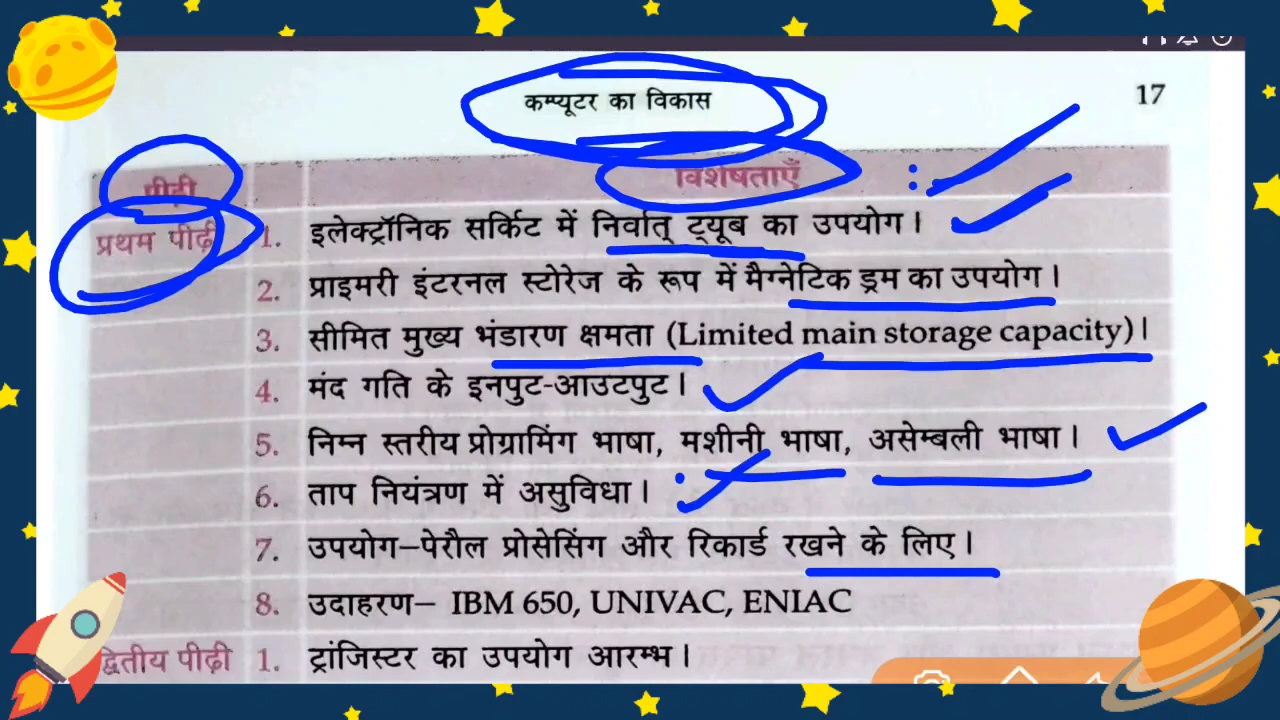 कम्प्यूटर का विकास
17
पीढ़ी विशेषताएँ
प्रथम पीढ़ी 1. इलेक्ट्रॉनिक सर्किट में निर्वात् ट्यूब का उपयोग।
2. प्राइमरी इंटरनल स्टोरेज के रूप में मैग्नेटिक ड्रम का उपयोग।
3. सीमित मुख्य भंडारण क्षमता (Limited main storage capacity)।
4. मंद गति के इनपुट-आउटपुट।
5. निम्न स्तरीय प्रोग्रामिंग भाषा, मशीनी भाषा, असेम्बली भाषा।
6. ताप नियंत्रण में असुविधा।
7. उपयोग–पेरौल प्रोसेसिंग और रिकार्ड रखने के लिए।
8. उदाहरण– IBM 650, UNIVAC, ENIAC
द्वितीय पीढ़ी 1. ट्रांजिस्टर का उपयोग आरम्भ।